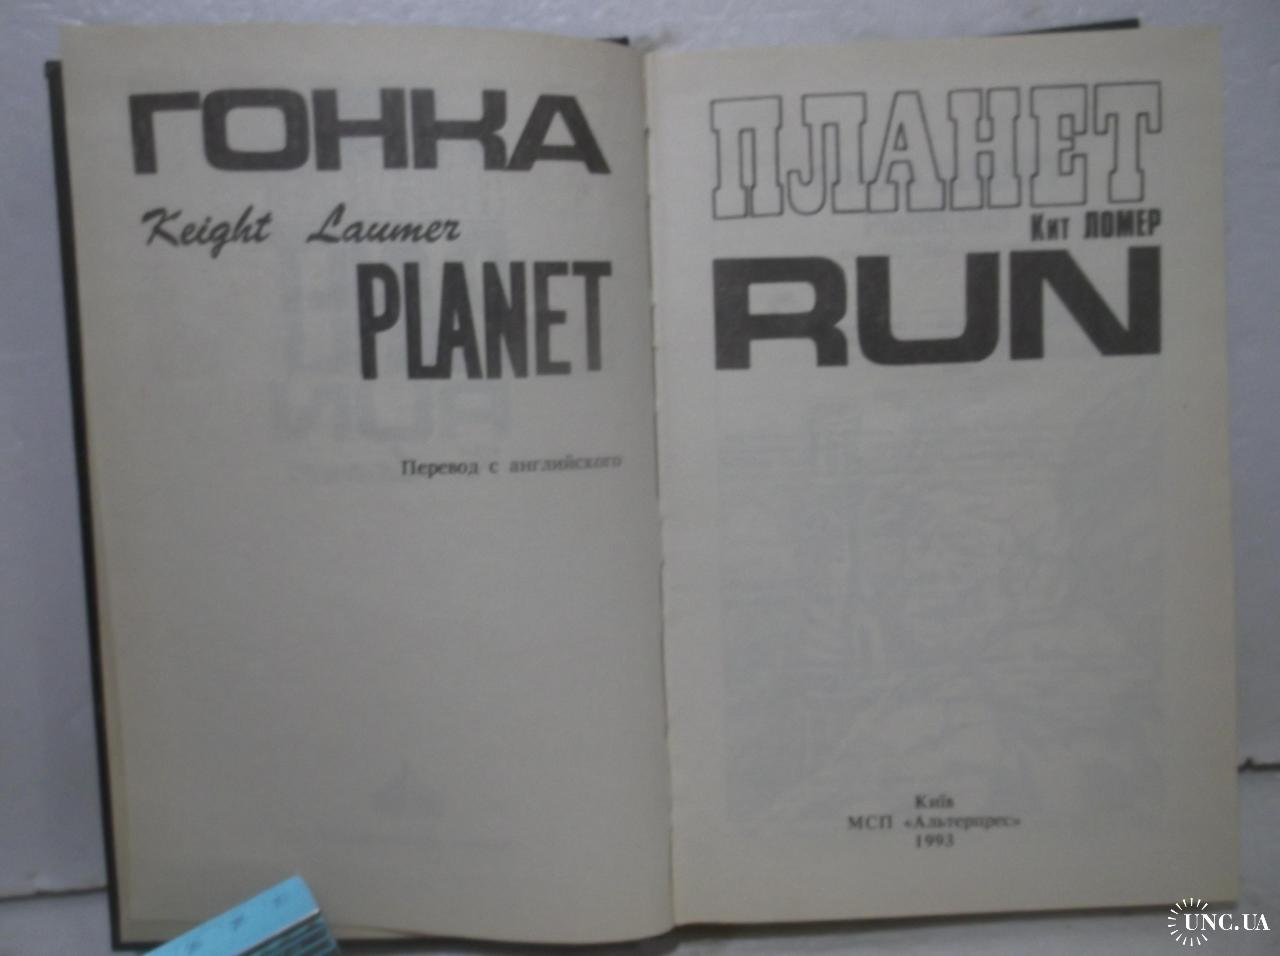 ГОНКА
Keight Laumer
PLANET
Перевод с английского
ПЛАНЕТ
Кит ЛОМЕР
RUN
Київ
МСП «Альтерпрес»
1993
UNC.UA